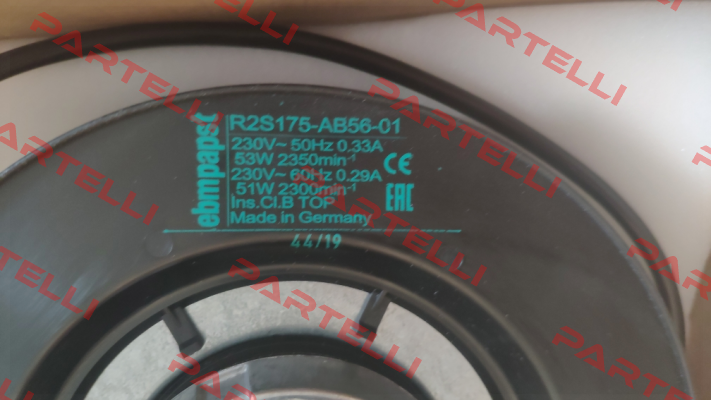 ebmpapst
R2S175-AB56-01
230V~ 50Hz 0.33A
53W 2350min⁻¹
230V~ 60Hz 0.29A
51W 2300min⁻¹
Ins.Cl.B TOP
Made in Germany
CE
EAC
44/19
PARTELLI
PARTELLI
PARTELLI
PARTELLI
PARTELLI
PARTELLI
PARTELLI
PARTELLI
PARTELLI